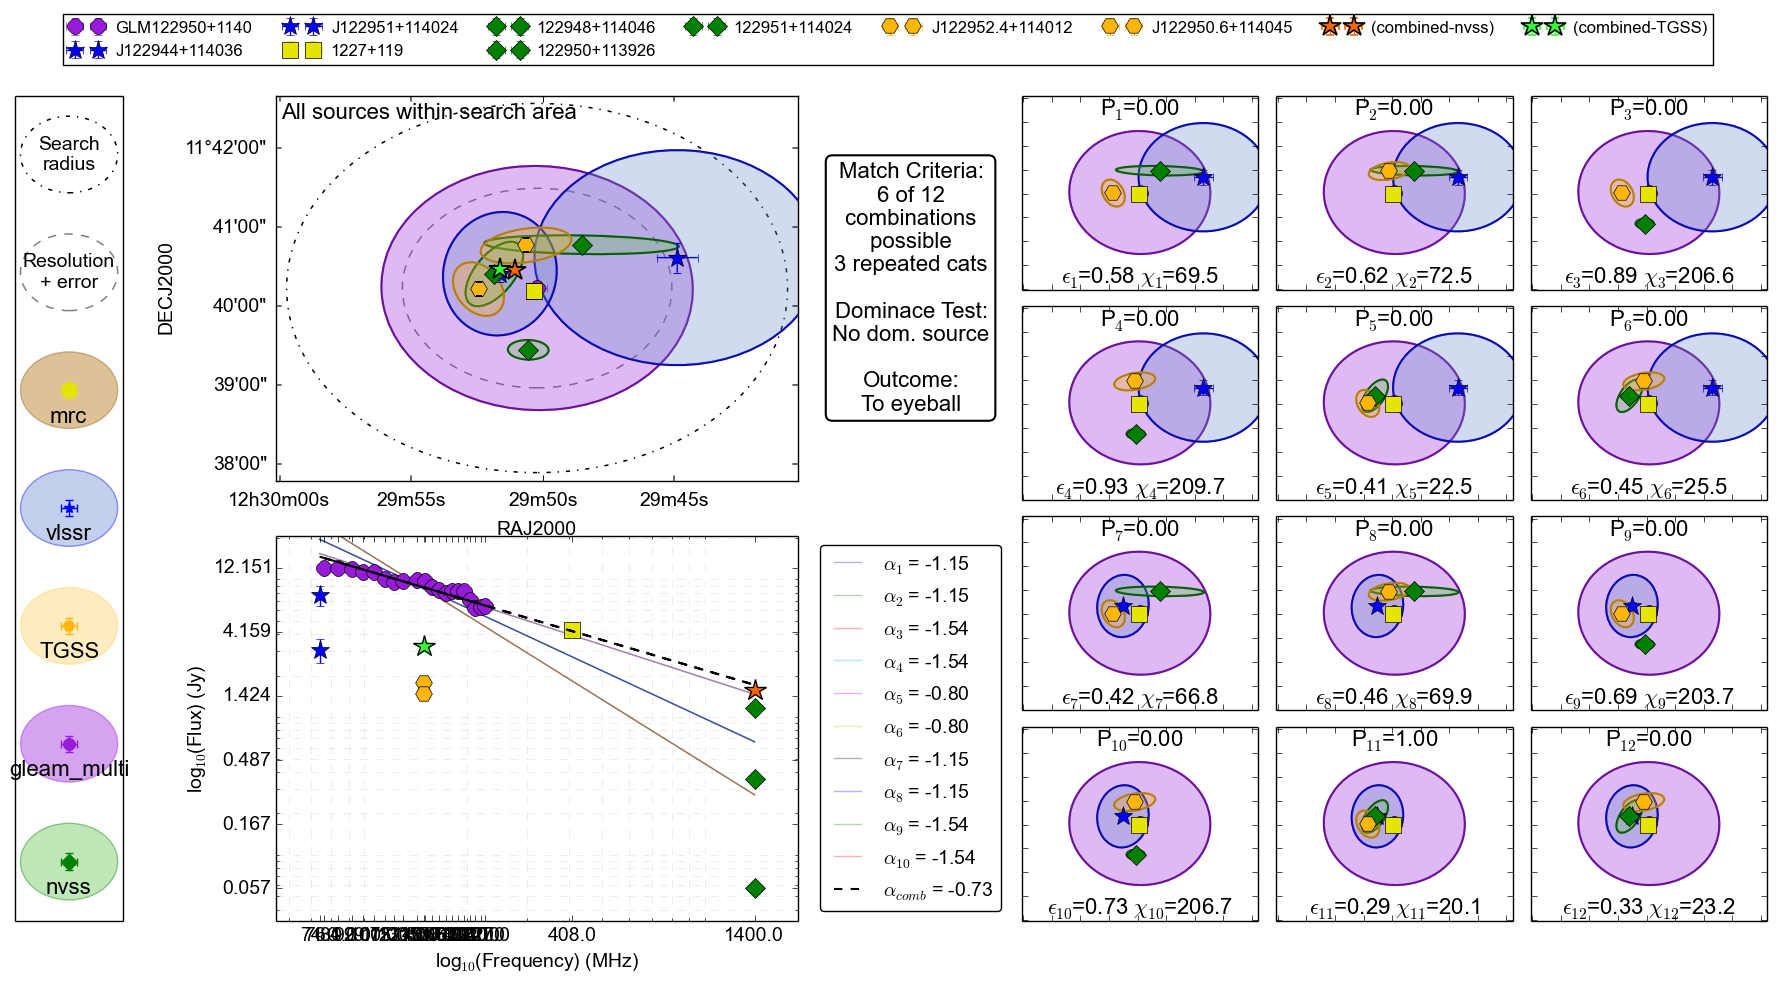 GLM122950+1140 J122951+114024 122948+114046 122951+114024 J122952.4+114012 J122950.6+114045 (combined-nvss) (combined-TGSS)
J122944+114036 1227+119 122950+113926
Search
radius
Resolution
+ error
mrc
vlssr
TGSS
gleam_multi
nvss
All sources within search area
11°42'00"
41'00"
40'00"
39'00"
38'00"
DECJ2000
12h30m00s 29m55s 29m50s 29m45s
RAJ2000
Match Criteria:
6 of 12
combinations
possible
3 repeated cats
Dominace Test:
No dom. source
Outcome:
To eyeball
12.151
4.159
1.424
0.487
0.167
0.057
log10(Flux) (Jy)
408.0 1400.0
log10(Frequency) (MHz)
α1 = -1.15
α2 = -1.15
α3 = -1.54
α4 = -1.54
α5 = -0.80
α6 = -0.80
α7 = -1.15
α8 = -1.15
α9 = -1.54
α10 = -1.54
αcomb = -0.73
P1=0.00 P2=0.00 P3=0.00
ϵ1=0.58 χ1=69.5 ϵ2=0.62 χ2=72.5 ϵ3=0.89 χ3=206.6
P4=0.00 P5=0.00 P6=0.00
ϵ4=0.93 χ4=209.7 ϵ5=0.41 χ5=22.5 ϵ6=0.45 χ6=25.5
P7=0.00 P8=0.00 P9=0.00
ϵ7=0.42 χ7=66.8 ϵ8=0.46 χ8=69.9 ϵ9=0.69 χ9=203.7
P10=0.00 P11=1.00 P12=0.00
ϵ10=0.73 χ10=206.7 ϵ11=0.29 χ11=20.1 ϵ12=0.33 χ12=23.2